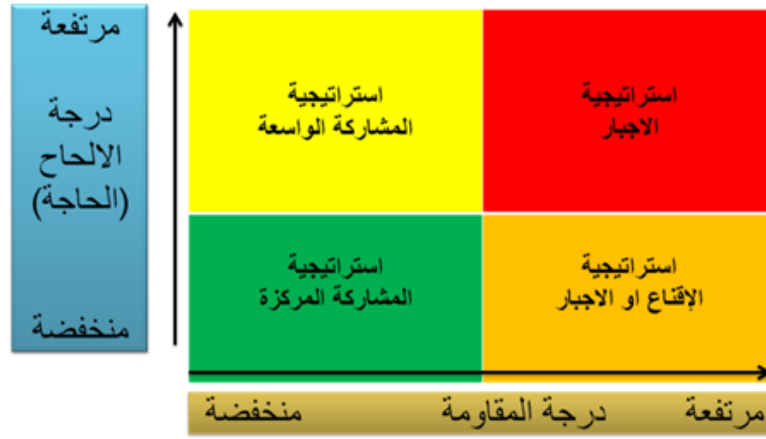 مرتفعة
درجة
الالحاح
(الحاجة)
منخفضة
استراتيجية
الاجبار
استراتيجية
المشاركة الواسعة
استراتيجية
الإقناع او الاجبار
استراتيجية
المشاركة المركزة
مرتفعة درجة المقاومة منخفضة